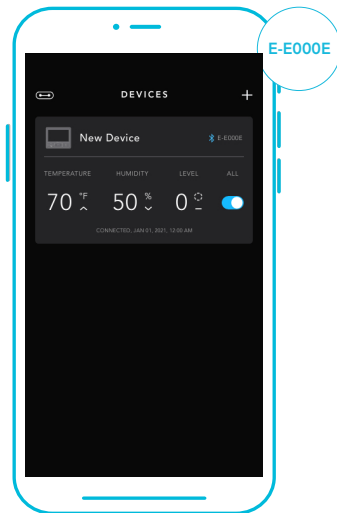 E-E000E
DEVICES
New Device
E-E000E
TEMPERATURE HUMIDITY LEVEL ALL
70 °F 50 % 0
CONNECTED, JAN 01, 2021, 12:00 AM